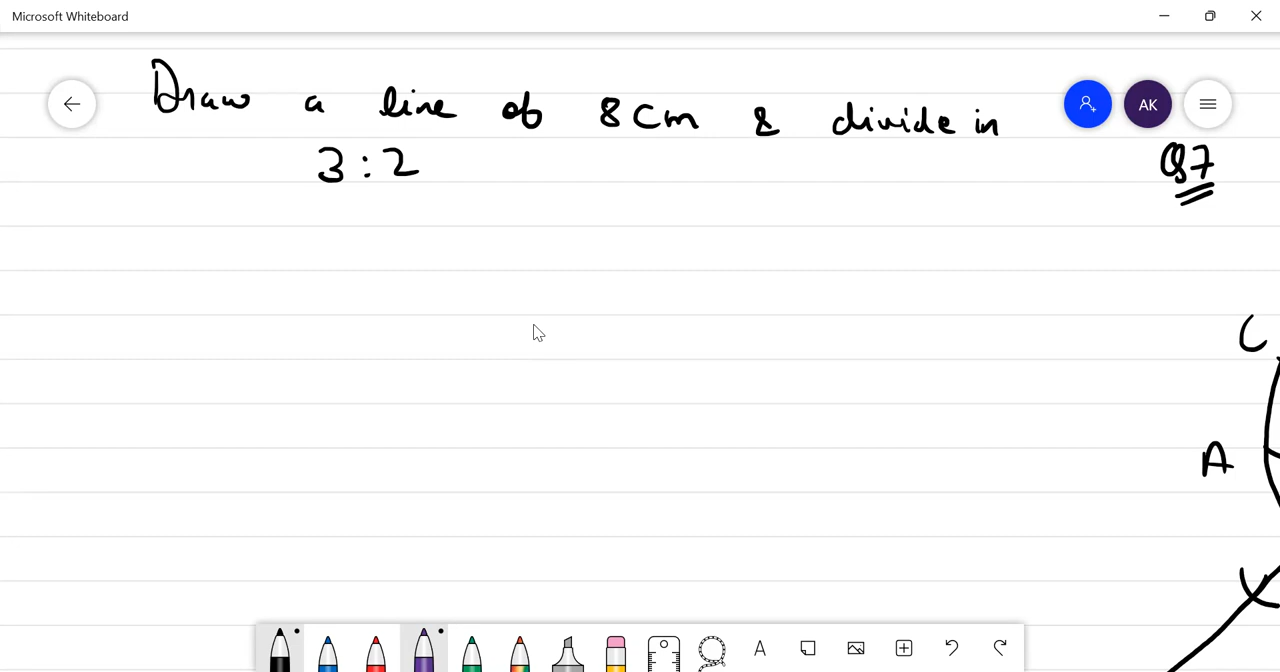 Microsoft Whiteboard
Draw a line of 8 cm & divide in
AK
3 : 2
Q7
C
A
A